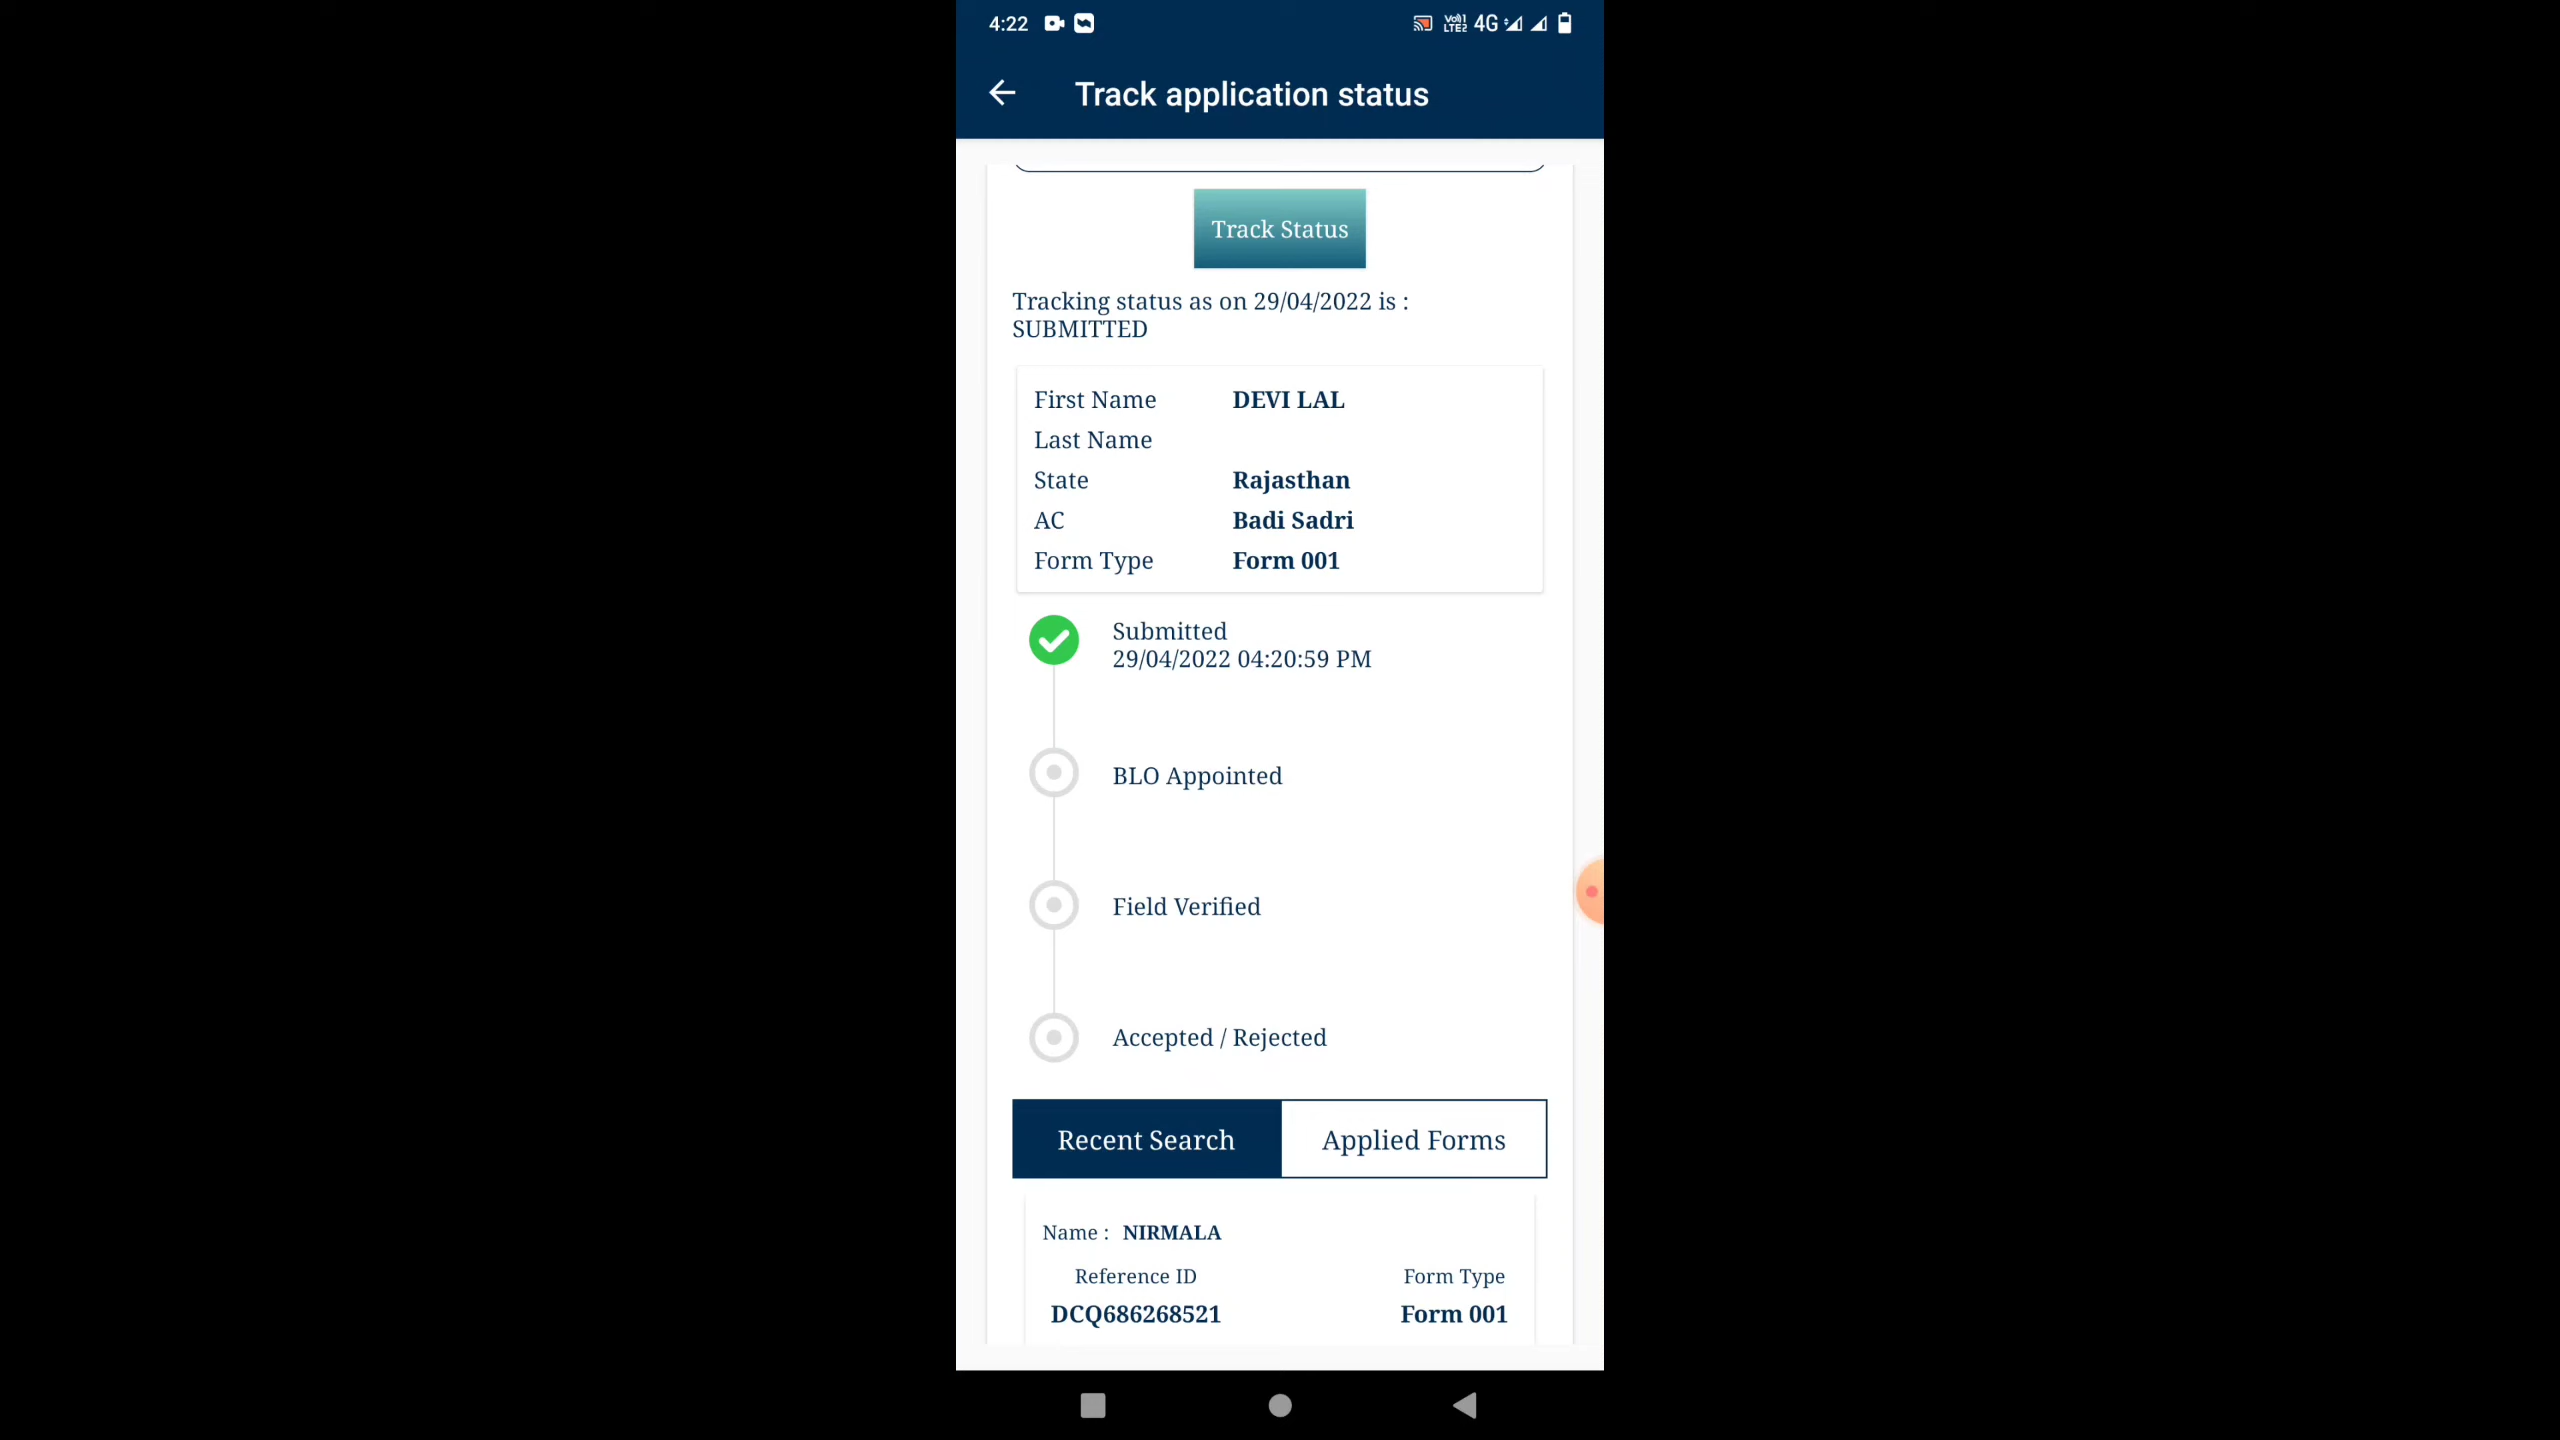 4:22 Vo))1 LTE2 4G
Track application status
Track Status
Tracking status as on 29/04/2022 is :
SUBMITTED
First Name DEVI LAL
Last Name
State Rajasthan
AC Badi Sadri
Form Type Form 001
Submitted
29/04/2022 04:20:59 PM
BLO Appointed
Field Verified
Accepted / Rejected
Recent Search Applied Forms
Name : NIRMALA
Reference ID Form Type
DCQ686268521 Form 001